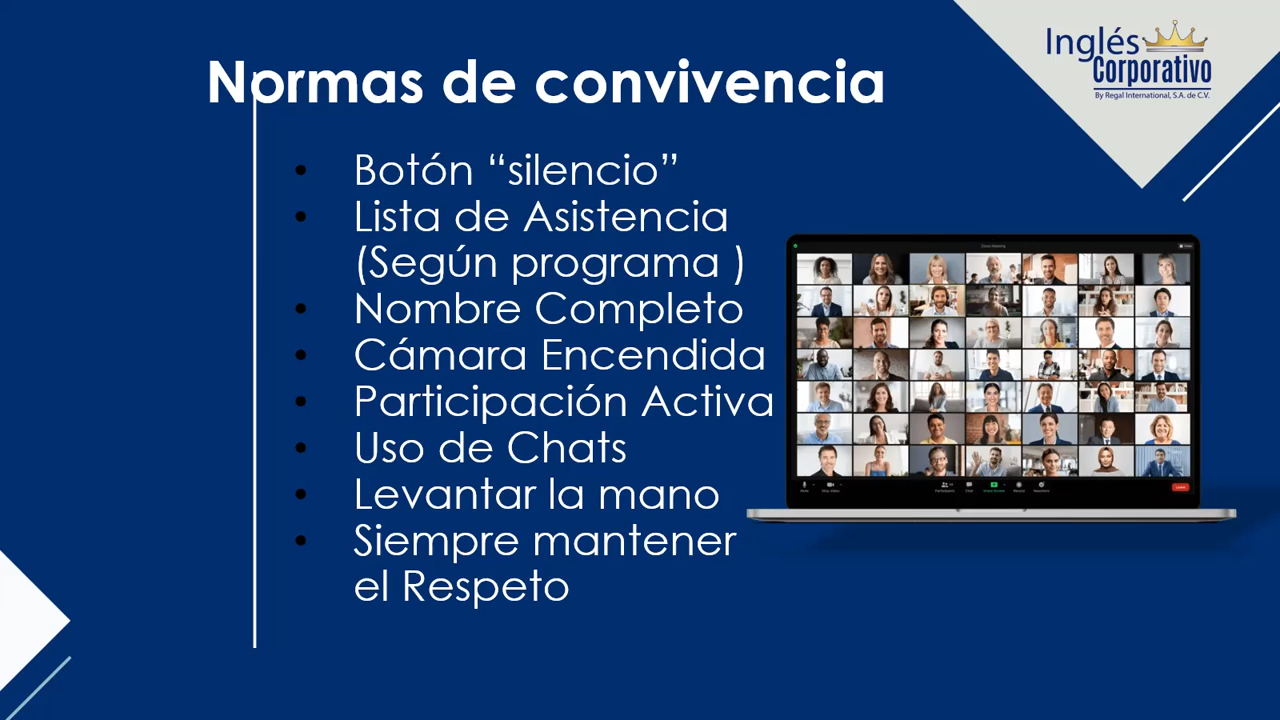 Inglés
Corporativo
By Regal International, S.A. de C.V.
Normas de convivencia
• Botón “silencio”
• Lista de Asistencia
(Según programa )
• Nombre Completo
• Cámara Encendida
• Participación Activa
• Uso de Chats
• Levantar la mano
• Siempre mantener
el Respeto